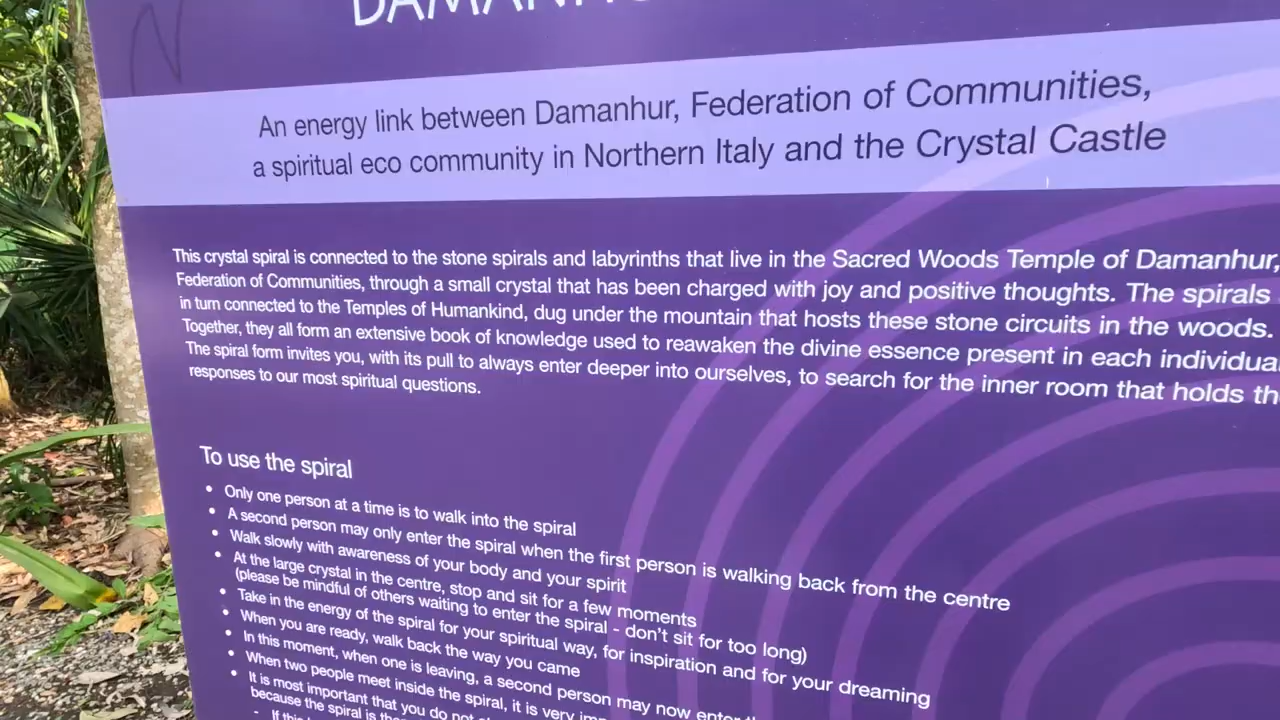 An energy link between Damanhur, Federation of Communities,
a spiritual eco community in Northern Italy and the Crystal Castle
This crystal spiral is connected to the stone spirals and labyrinths that live in the Sacred Woods Temple of Damanhur,
Federation of Communities, through a small crystal that has been charged with joy and positive thoughts. The spirals
in turn connected to the Temples of Humankind, dug under the mountain that hosts these stone circuits in the woods.
Together, they all form an extensive book of knowledge used to reawaken the divine essence present in each
The spiral form invites you, with its pull to always enter deeper into ourselves, to search for the inner room that holds
responses to our most spiritual questions.
To use the spiral
• Only one person at a time is to walk into the spiral
• A second person may only enter the spiral when the first person is walking back from the centre
• Walk slowly with awareness of your body and your spirit
• At the large crystal in the centre, stop and sit for a few moments
(please be mindful of others waiting to enter the spiral - don't sit for too long)
• Take in the energy of the spiral for your spiritual way, for inspiration and for your dreaming
• When you are ready, walk back the way you came
• In this moment, when one is leaving, a second person may now enter
• When two people meet inside the spiral, it is very
• It is most important that you do not
because the spiral is
- If this